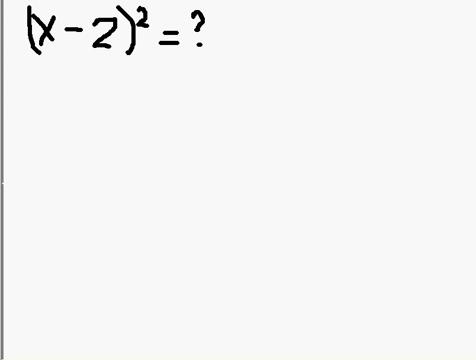 (x - 2)² = ?